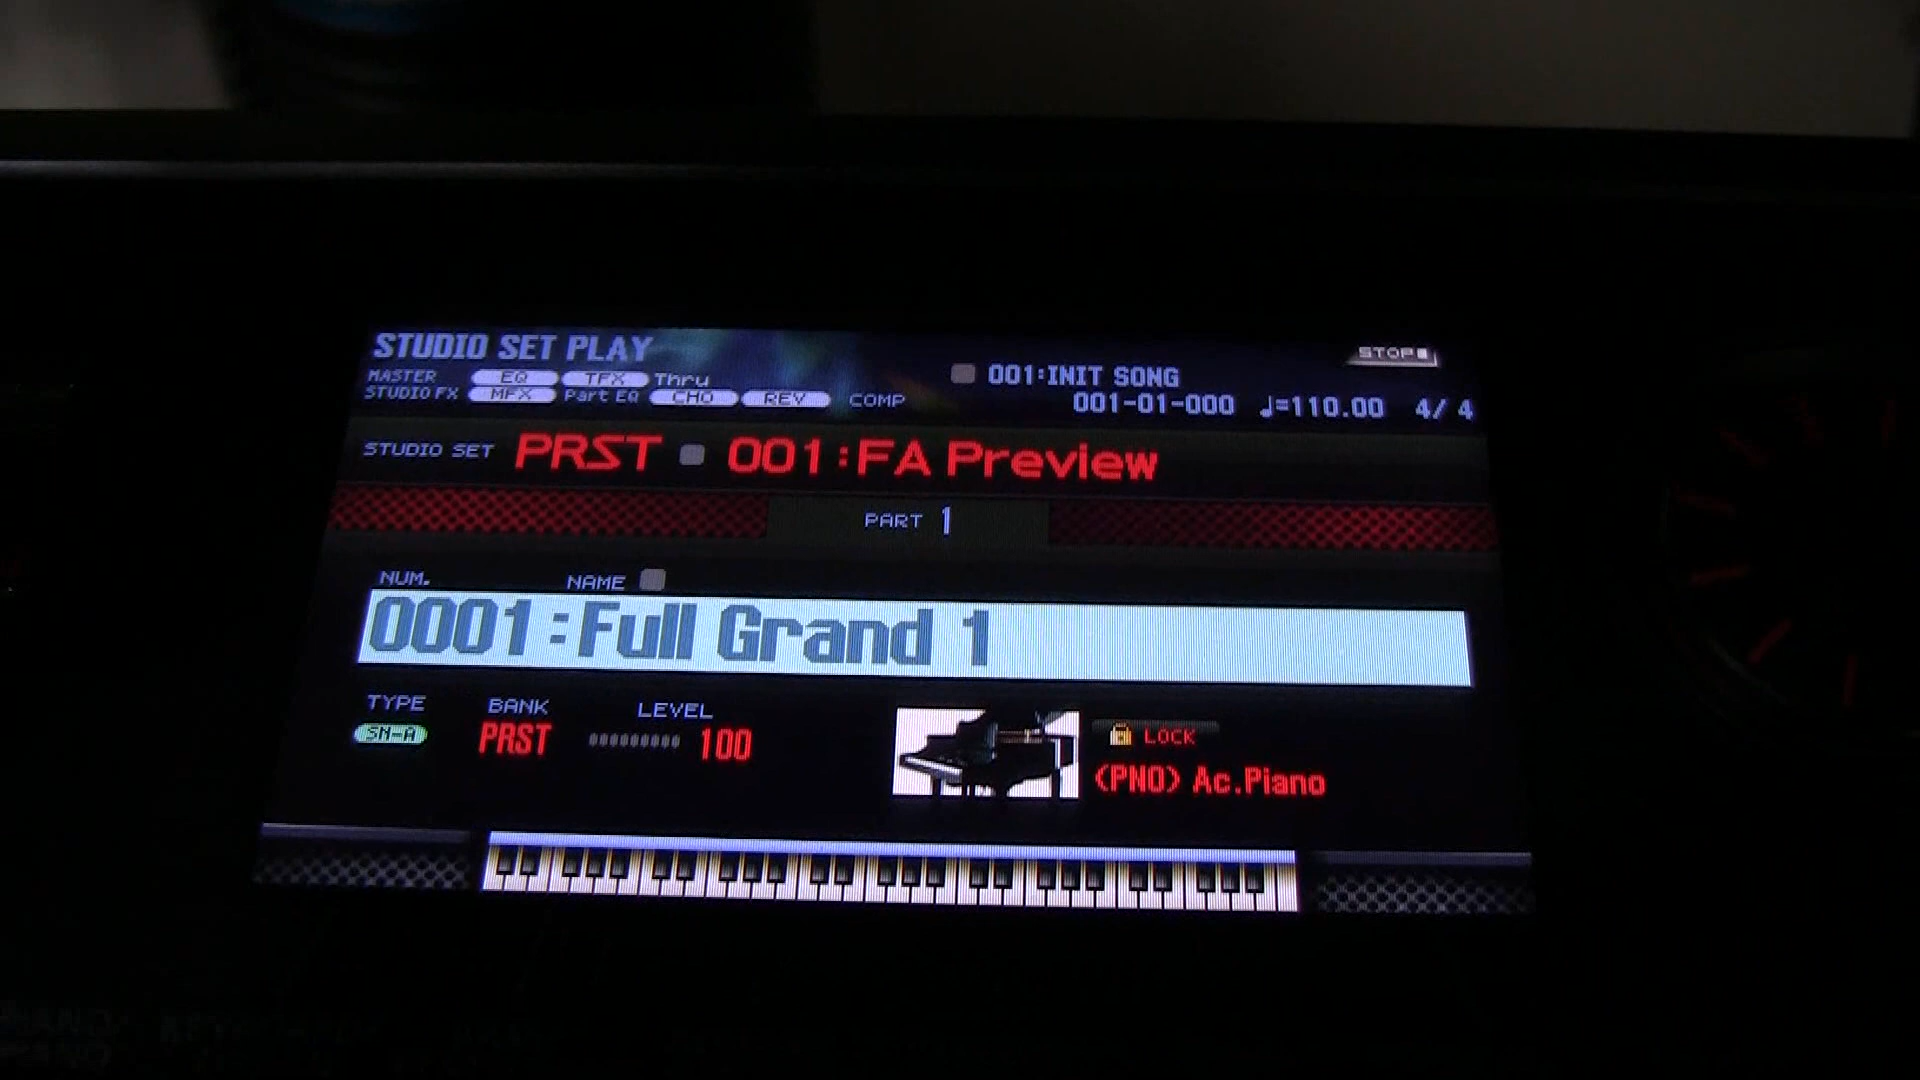 STUDIO SET PLAY
STOP
MASTER EQ TFX Thru
001:INIT SONG
STUDIO FX MFX Part EQ CHO REV COMP
001-01-000 ♩=110.00 4/ 4
STUDIO SET PRST 001:FA Preview
PART 1
NUM. NAME
0001:Full Grand 1
TYPE BANK LEVEL
SN-A PRST 100
LOCK
(PNO) Ac.Piano
PIANO